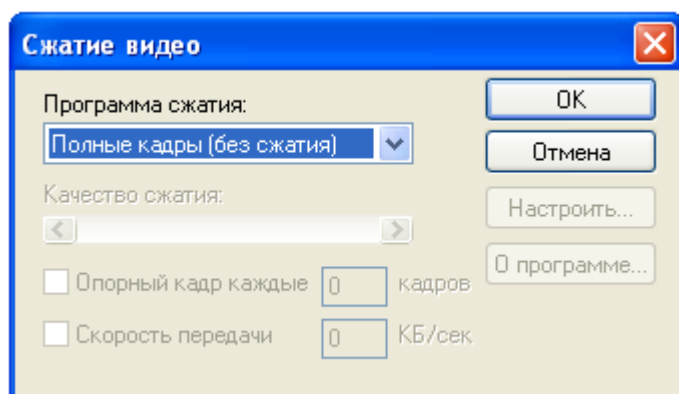 Сжатие видео
Программа сжатия:
Полные кадры (без сжатия)
Качество сжатия:
Опорный кадр каждые 0 кадров
Скорость передачи 0 КБ/сек
OK
Отмена
Настроить...
О программе...